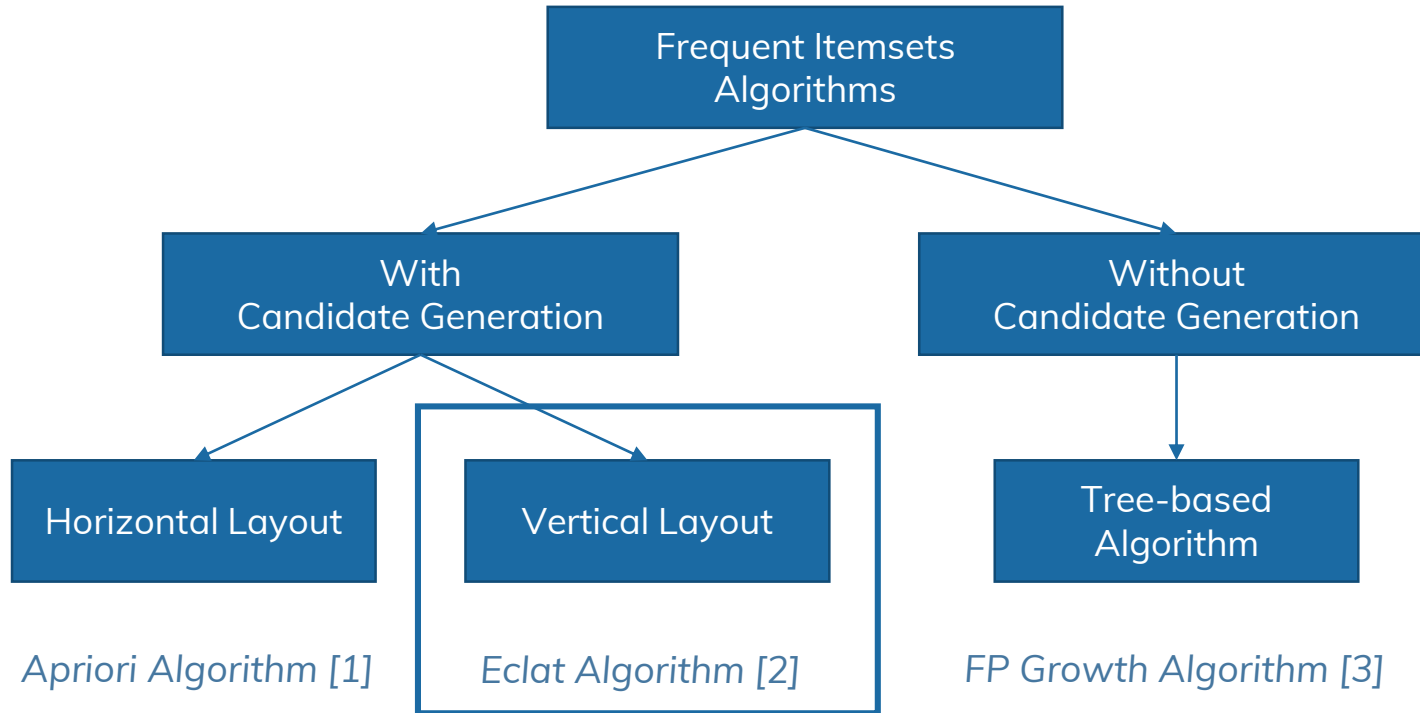 Frequent Itemsets
Algorithms
With
Candidate Generation
Without
Candidate Generation
Horizontal Layout
Vertical Layout
Tree-based
Algorithm
Apriori Algorithm [1]
Eclat Algorithm [2]
FP Growth Algorithm [3]